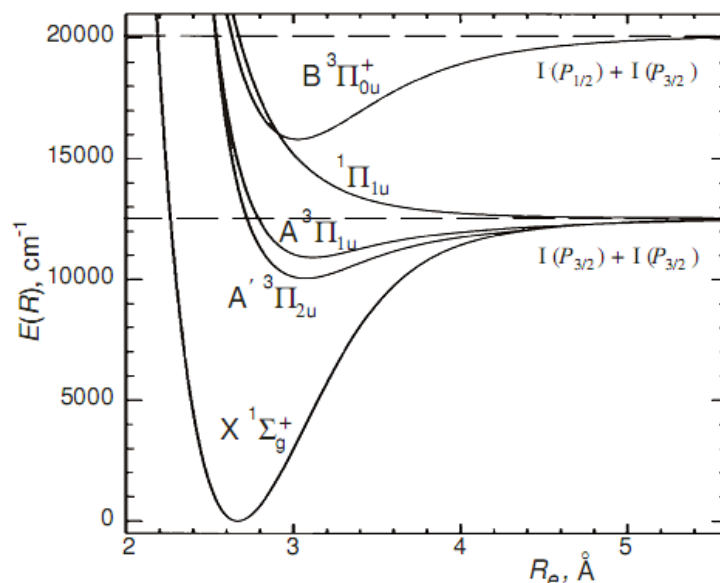 20000
15000
10000
5000
0
E(R), cm⁻¹
B ³Π⁺₀ᵤ
I (P₁/₂) + I (P₃/₂)
¹Π₁ᵤ
A ³Π₁ᵤ
I (P₃/₂) + I (P₃/₂)
A′ ³Π₂ᵤ
X ¹Σ⁺g
2 3 4 5
Rₑ, Å